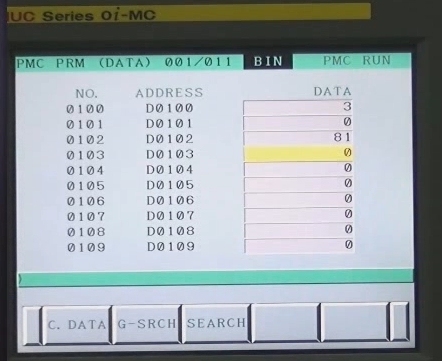 UC Series 0i-MC
PMC PRM (DATA) 001/011 BIN PMC RUN
NO. ADDRESS DATA
0100 D0100 3
0101 D0101 0
0102 D0102 81
0103 D0103 0
0104 D0104 0
0105 D0105 0
0106 D0106 0
0107 D0107 0
0108 D0108 0
0109 D0109 0
)
C. DATA G-SRCH SEARCH